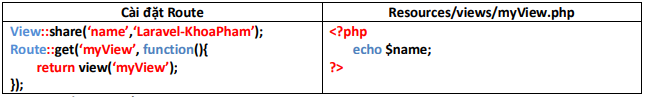 Cài đặt Route
Resources/views/myView.php
View::share(‘name’,‘Laravel-KhoaPham’);
Route::get(‘myView’, function(){
return view(‘myView’);
});
<?php
echo $name;
?>